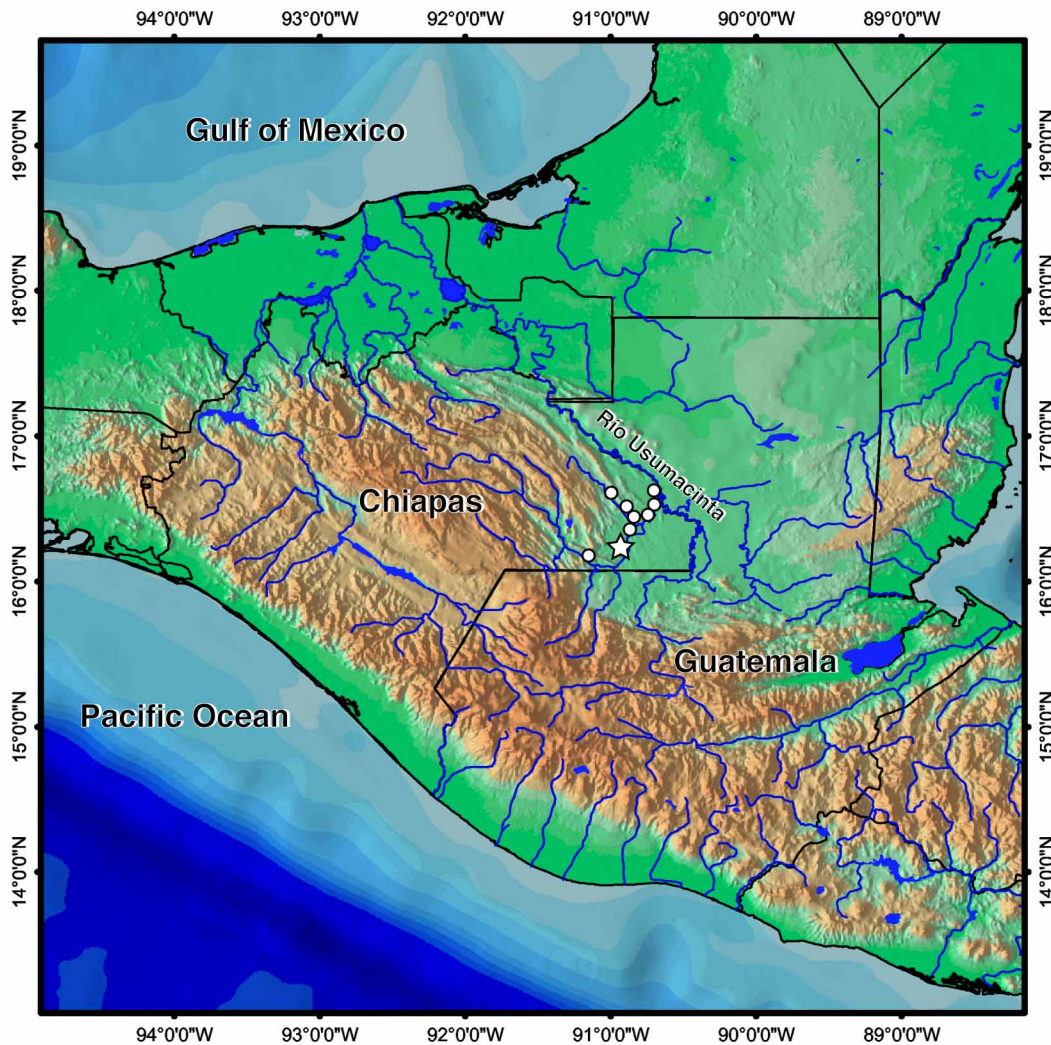 94°0'0"W 93°0'0"W 92°0'0"W 91°0'0"W 90°0'0"W 89°0'0"W
Gulf of Mexico
19°0'0"N 19°0'0"N
18°0'0"N 18°0'0"N
17°0'0"N 17°0'0"N
Río Usumacinta
Chiapas
16°0'0"N 16°0'0"N
Guatemala
Pacific Ocean
15°0'0"N 15°0'0"N
14°0'0"N 14°0'0"N
94°0'0"W 93°0'0"W 92°0'0"W 91°0'0"W 90°0'0"W 89°0'0"W